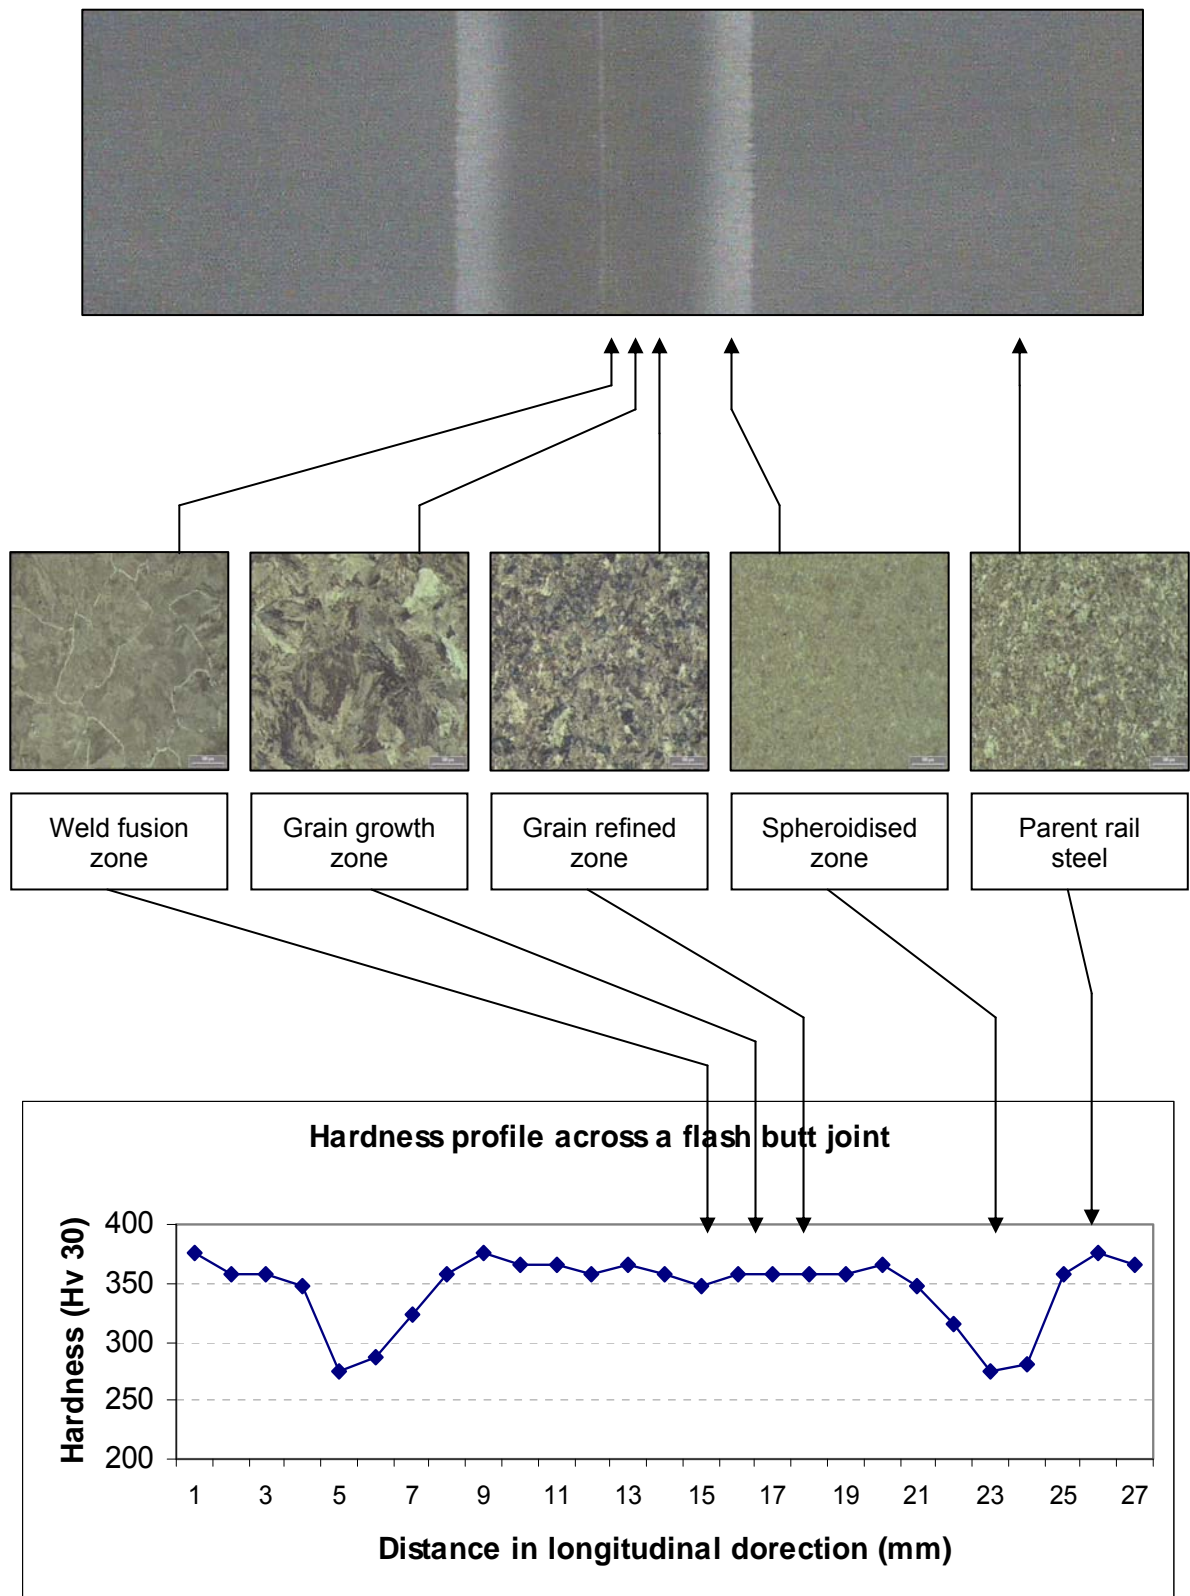 Weld fusion
zone
Grain growth
zone
Grain refined
zone
Spheroidised
zone
Parent rail
steel
Hardness profile across a flash butt joint
Hardness (Hv 30)
400
350
300
250
200
1 3 5 7 9 11 13 15 17 19 21 23 25 27
Distance in longitudinal dorection (mm)